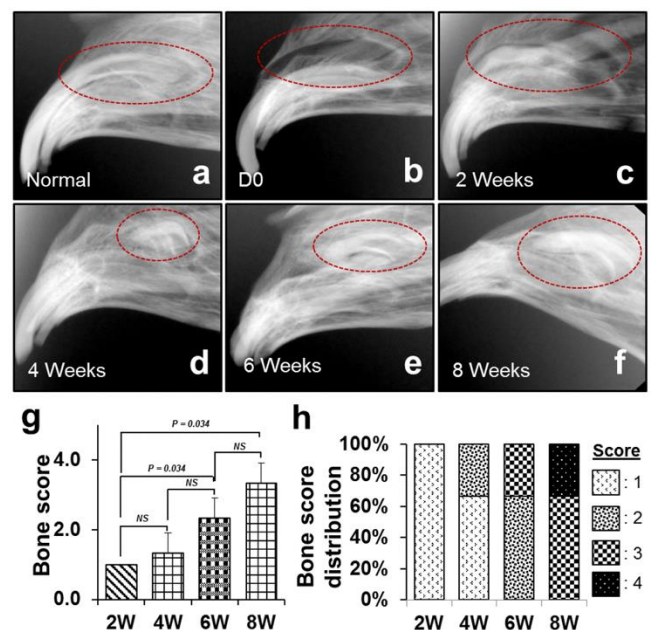 Normal
a
D0
b
2 Weeks
c
4 Weeks
d
6 Weeks
e
8 Weeks
f
g
P = 0.034
NS
P = 0.034
NS
NS
Bone score
4.0
2.0
0.0
2W 4W 6W 8W
h
Bone score
distribution
100%
80%
60%
40%
20%
0%
2W 4W 6W 8W
Score
: 1
: 2
: 3
: 4